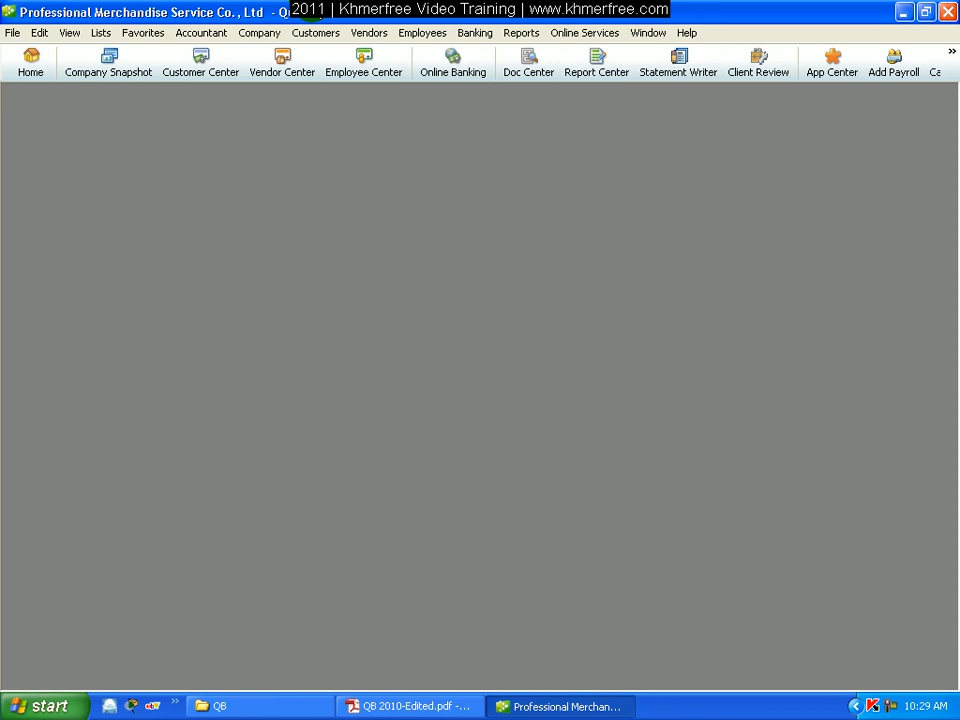 Professional Merchandise Service Co., Ltd - Q
2011 | Khmerfree Video Training | www.khmerfree.com
File Edit View Lists Favorites Accountant Company Customers Vendors Employees Banking Reports Online Services Window Help
Home Company Snapshot Customer Center Vendor Center Employee Center Online Banking Doc Center Report Center Statement Writer Client Review App Center Add Payroll Ca
start QB QB 2010-Edited.pdf -... Professional Merchan... 10:29 AM